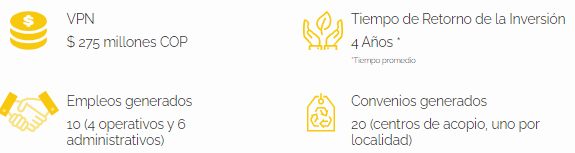 VPN
$ 275 millones COP
Tiempo de Retorno de la Inversión
4 Años *
*Tiempo promedio
Empleos generados
10 (4 operativos y 6
administrativos)
Convenios generados
20 (centros de acopio, uno por
localidad)